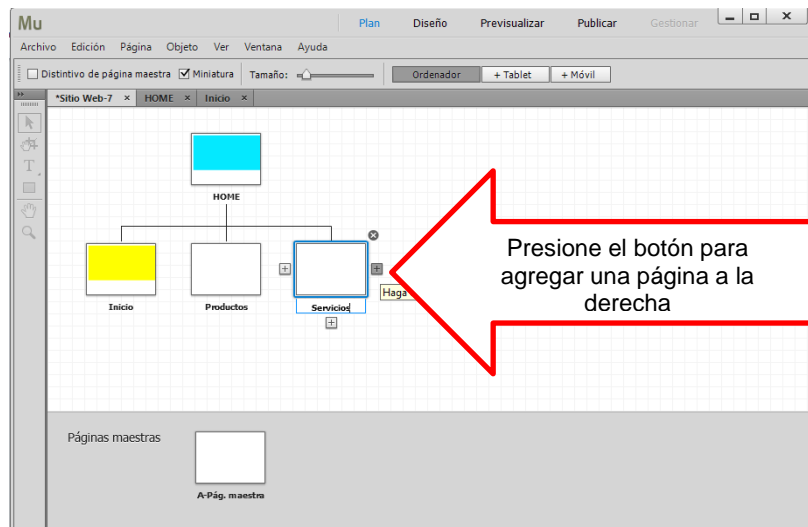 Mu
Plan Diseño Previsualizar Publicar Gestionar
Archivo Edición Página Objeto Ver Ventana Ayuda
Distintivo de página maestra Miniatura Tamaño: Ordenador + Tablet + Móvil
*Sitio Web-7 × HOME × Inicio ×
HOME
Presione el botón para
agregar una página a la
derecha
Haga
Inicio Productos Servicios
Páginas maestras
A-Pág. maestra